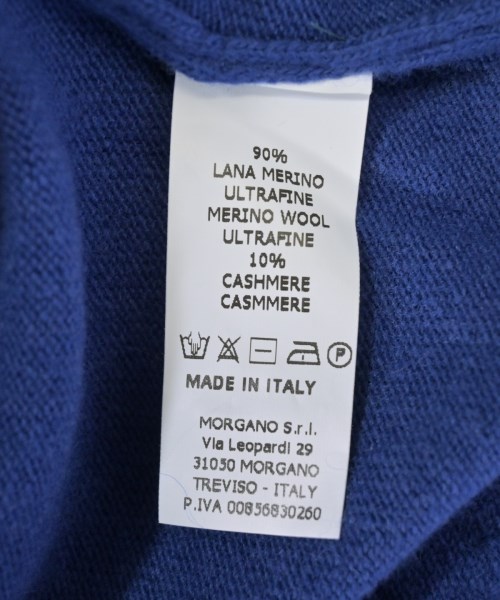 90%
LANA MERINO
ULTRAFINE
MERINO WOOL
ULTRAFINE
10%
CASHMERE
CASMMERE
P
MADE IN ITALY
MORGANO S.r.l.
Via Leopardi 29
31050 MORGANO
TREVISO - ITALY
P.IVA 00856830260